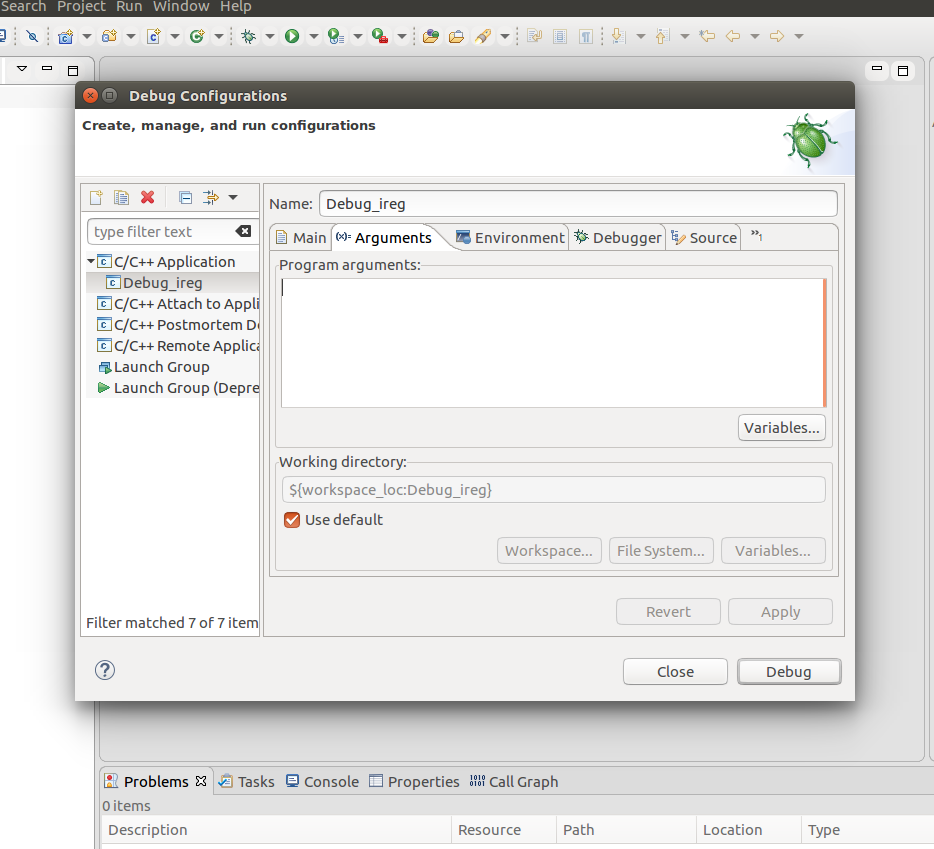 Search Project Run Window Help
Debug Configurations
Create, manage, and run configurations
type filter text
C/C++ Application
Debug_ireg
C/C++ Attach to Appli
C/C++ Postmortem De
C/C++ Remote Applica
Launch Group
Launch Group (Depre
Filter matched 7 of 7 item
Name: Debug_ireg
Main (x)= Arguments Environment Debugger Source »1
Program arguments:
Variables...
Working directory:
${workspace_loc:Debug_ireg}
Use default
Workspace... File System... Variables...
Revert Apply
? Close Debug
Problems Tasks Console Properties Call Graph
0 items
Description Resource Path Location Type